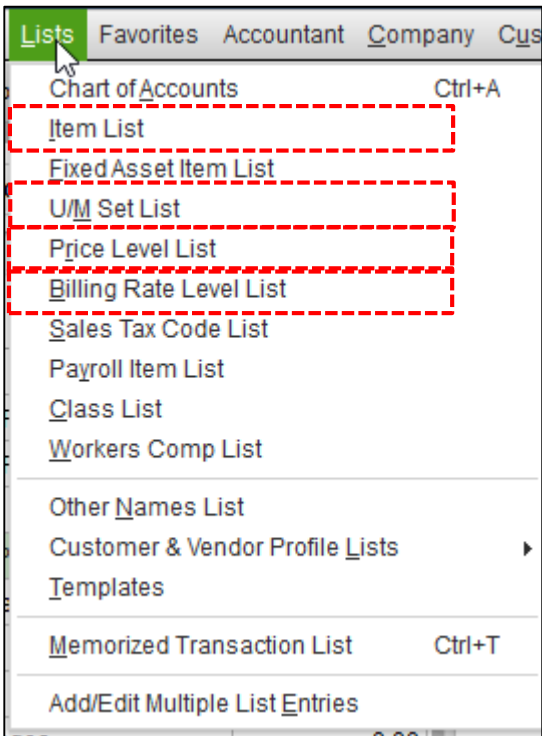 Lists Favorites Accountant Company Cus
Chart of Accounts Ctrl+A
Item List
Fixed Asset Item List
U/M Set List
Price Level List
Billing Rate Level List
Sales Tax Code List
Payroll Item List
Class List
Workers Comp List
Other Names List
Customer & Vendor Profile Lists
Templates
Memorized Transaction List Ctrl+T
Add/Edit Multiple List Entries